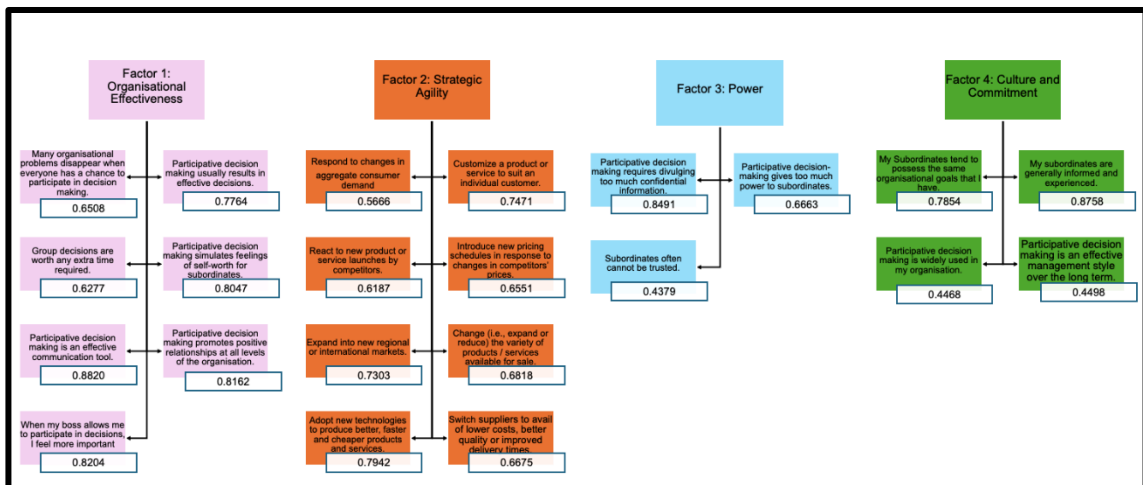 Factor 1:
Organisational
Effectiveness
Many organisational
problems disappear when
everyone has a chance to
participate in decision
making.
0.6508
Participative decision
making usually results in
effective decisions.
0.7764
Group decisions are
worth any extra time
required.
0.6277
Participative decision
making simulates feelings
of self-worth for
subordinates.
0.8047
Participative decision
making is an effective
communication tool.
0.8820
Participative decision
making promotes positive
relationships at all levels
of the organisation.
0.8162
When my boss allows me
to participate in decisions,
I feel more important
0.8204
Factor 2: Strategic
Agility
Respond to changes in
aggregate consumer
demand
0.5666
Customize a product or
service to suit an
individual customer.
0.7471
React to new product or
service launches by
competitors.
0.6187
Introduce new pricing
schedules in response to
changes in competitors'
prices.
0.6551
Expand into new regional
or international markets.
0.7303
Change (i.e., expand or
reduce) the variety of
products / services
available for sale.
0.6818
Adopt new technologies
to produce better, faster
and cheaper products
and services.
0.7942
Switch suppliers to avail
of lower costs, better
quality or improved
delivery times.
0.6675
Factor 3: Power
Participative decision
making requires divulging
too much confidential
information.
0.8491
Participative decision-
making gives too much
power to subordinates.
0.6663
Subordinates often
cannot be trusted.
0.4379
Factor 4: Culture and
Commitment
My Subordinates tend to
possess the same
organisational goals that I
have.
0.7854
My subordinates are
generally informed and
experienced.
0.8758
Participative decision
making is widely used in
my organisation.
0.4468
Participative decision
making is an effective
management style
over the long term.
0.4498